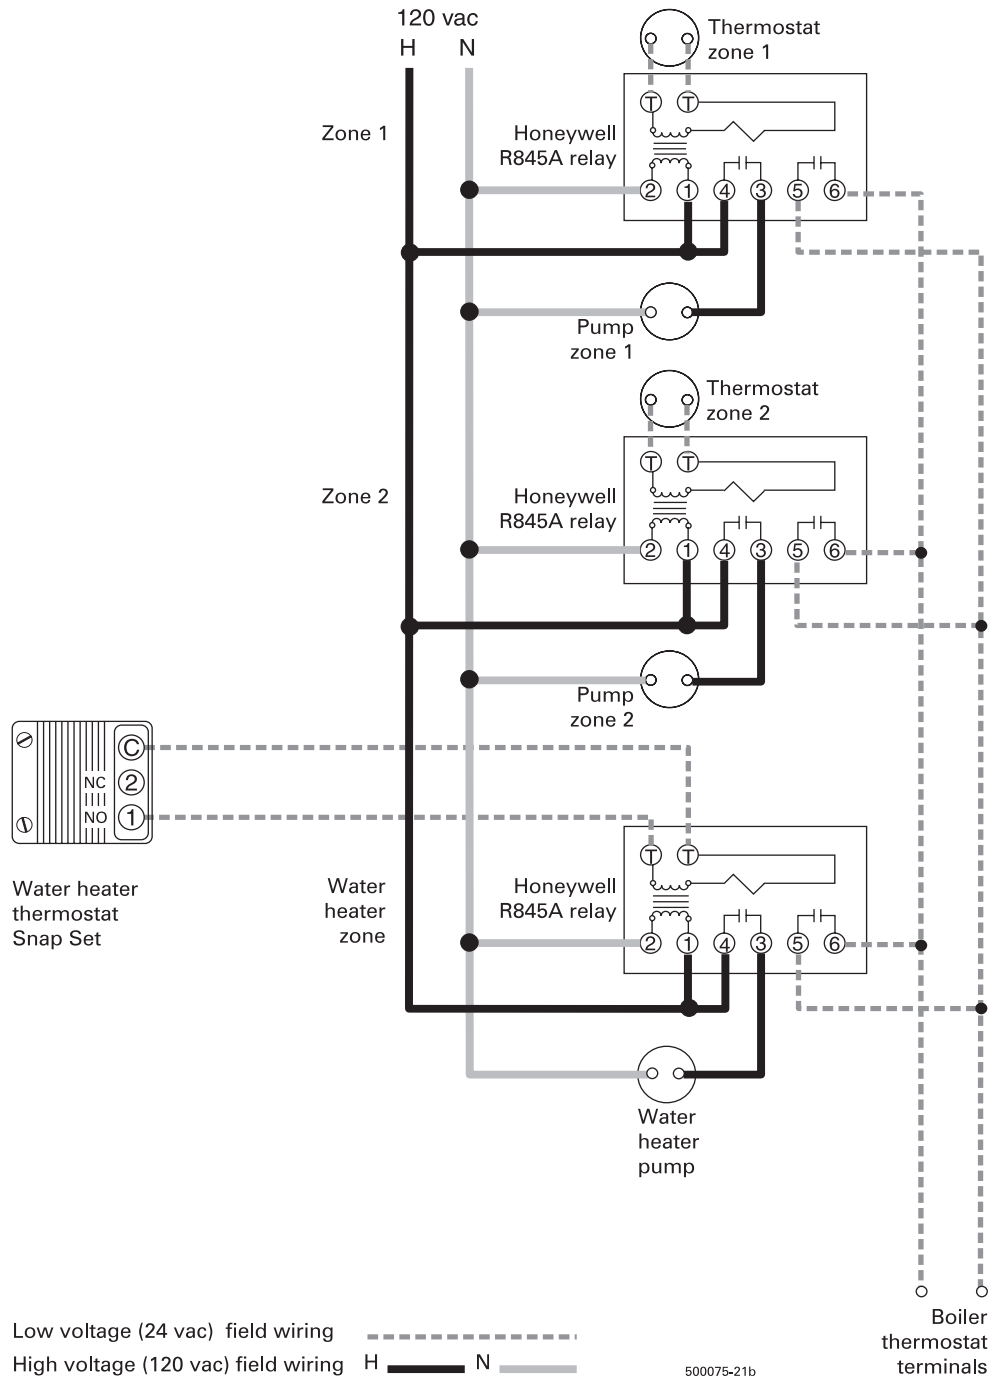 120 vac
H N
Thermostat
zone 1
Zone 1
Honeywell
R845A relay
T T
2 1 4 3 5 6
Pump
zone 1
Thermostat
zone 2
Zone 2
Honeywell
R845A relay
T T
2 1 4 3 5 6
Pump
zone 2
C
NC 2
NO 1
Water heater
thermostat
Snap Set
Water
heater
zone
Honeywell
R845A relay
T T
2 1 4 3 5 6
Water
heater
pump
Boiler
thermostat
terminals
Low voltage (24 vac) field wiring
High voltage (120 vac) field wiring H N
500075-21b